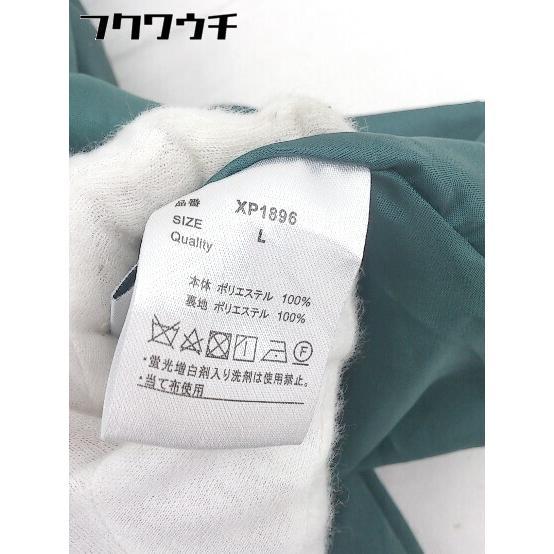 フクワウチ
品番 XP1896
SIZE L
Quality
本体 ポリエステル 100%
裏地 ポリエステル 100%
F
・蛍光増白剤入り洗剤は使用禁止。
・当て布使用